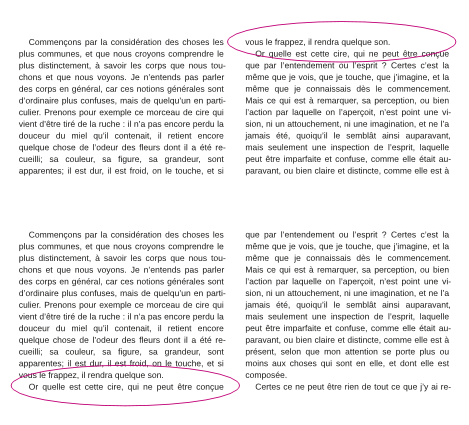 Commençons par la considération des choses les
plus communes, et que nous croyons comprendre le
plus distinctement, à savoir les corps que nous tou-
chons et que nous voyons. Je n'entends pas parler
des corps en général, car ces notions générales sont
d'ordinaire plus confuses, mais de quelqu'un en parti-
culier. Prenons pour exemple ce morceau de cire qui
vient d'être tiré de la ruche : il n'a pas encore perdu la
douceur du miel qu'il contenait, il retient encore
quelque chose de l'odeur des fleurs dont il a été re-
cueilli; sa couleur, sa figure, sa grandeur, sont
apparentes; il est dur, il est froid, on le touche, et si
vous le frappez, il rendra quelque son.
Or quelle est cette cire, qui ne peut être conçue
que par l'entendement ou l'esprit ? Certes c'est la
même que je vois, que je touche, que j'imagine, et la
même que je connaissais dès le commencement.
Mais ce qui est à remarquer, sa perception, ou bien
l'action par laquelle on l'aperçoit, n'est point une vi-
sion, ni un attouchement, ni une imagination, et ne l'a
jamais été, quoiqu'il le semblât ainsi auparavant,
mais seulement une inspection de l'esprit, laquelle
peut être imparfaite et confuse, comme elle était au-
paravant, ou bien claire et distincte, comme elle est à
Commençons par la considération des choses les
plus communes, et que nous croyons comprendre le
plus distinctement, à savoir les corps que nous tou-
chons et que nous voyons. Je n'entends pas parler
des corps en général, car ces notions générales sont
d'ordinaire plus confuses, mais de quelqu'un en parti-
culier. Prenons pour exemple ce morceau de cire qui
vient d'être tiré de la ruche : il n'a pas encore perdu la
douceur du miel qu'il contenait, il retient encore
quelque chose de l'odeur des fleurs dont il a été re-
cueilli; sa couleur, sa figure, sa grandeur, sont
apparentes; il est dur, il est froid, on le touche, et si
vous le frappez, il rendra quelque son.
Or quelle est cette cire, qui ne peut être conçue
que par l'entendement ou l'esprit ? Certes c'est la
même que je vois, que je touche, que j'imagine, et la
même que je connaissais dès le commencement.
Mais ce qui est à remarquer, sa perception, ou bien
l'action par laquelle on l'aperçoit, n'est point une vi-
sion, ni un attouchement, ni une imagination, et ne l'a
jamais été, quoiqu'il le semblât ainsi auparavant,
mais seulement une inspection de l'esprit, laquelle
peut être imparfaite et confuse, comme elle était au-
paravant, ou bien claire et distincte, comme elle est à
présent, selon que mon attention se porte plus ou
moins aux choses qui sont en elle, et dont elle est
composée.
Certes ce ne peut être rien de tout ce que j'y ai re-